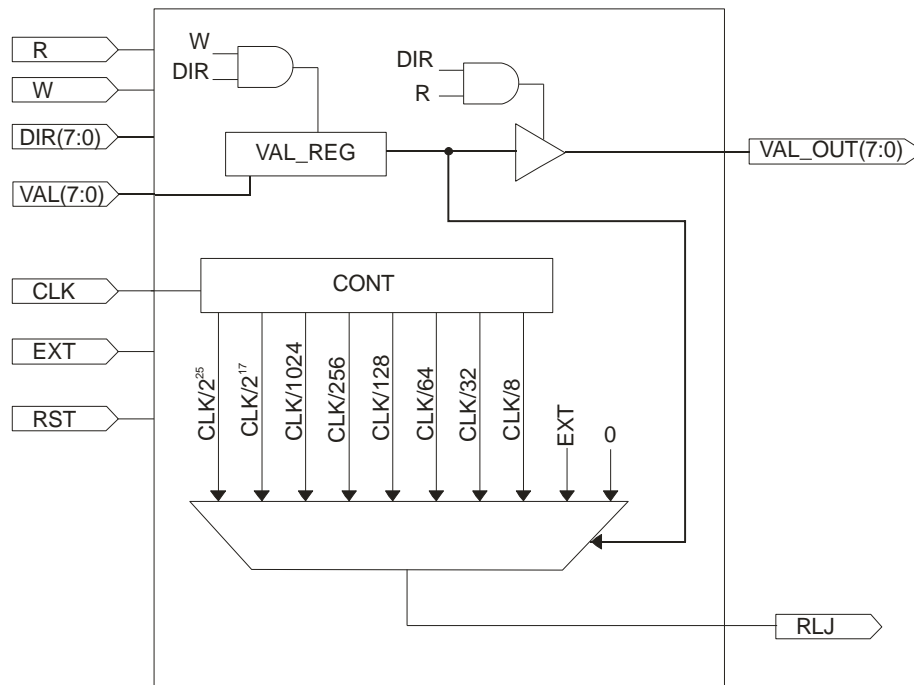 R
W
DIR(7:0)
VAL(7:0)
CLK
EXT
RST
W
DIR
DIR
R
VAL_REG
VAL_OUT(7:0)
CONT
CLK/2²⁵
CLK/2¹⁷
CLK/1024
CLK/256
CLK/128
CLK/64
CLK/32
CLK/8
EXT
0
RLJ